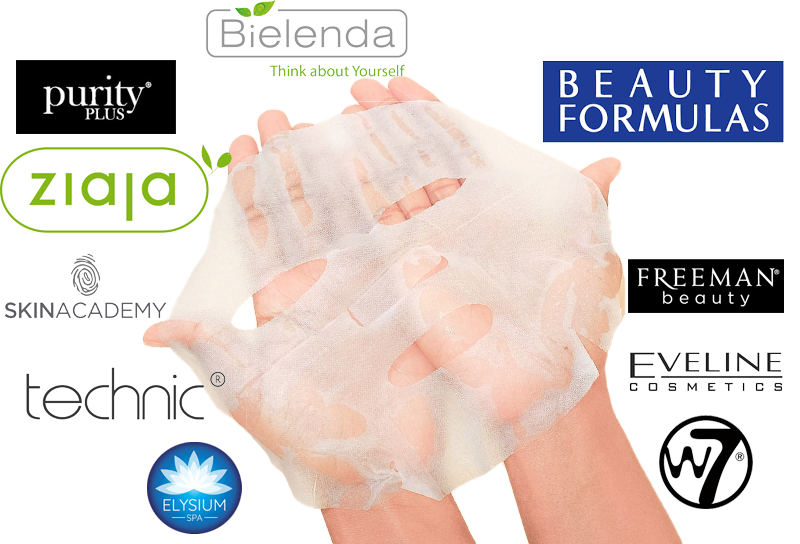 Bielenda
Think about Yourself
purity®
PLUS
BEAUTY
FORMULAS
ziaja
SKINACADEMY
FREEMAN®
beauty
technic®
EVELINE
COSMETICS
W7®
ELYSIUM
SPA